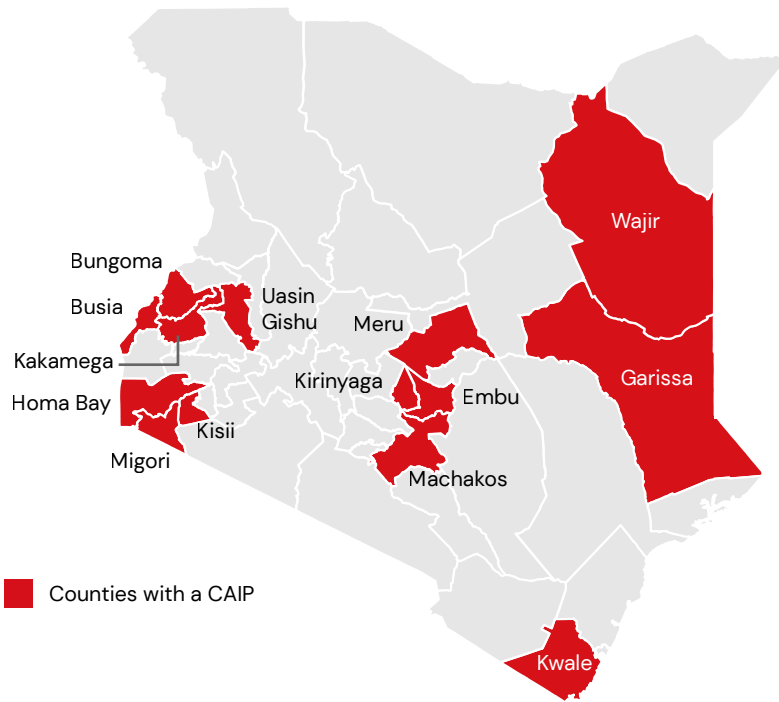 Wajir
Bungoma
Uasin
Gishu
Busia
Meru
Kakamega
Garissa
Kirinyaga
Embu
Homa Bay
Kisii
Migori
Machakos
Counties with a CAIP
Kwale